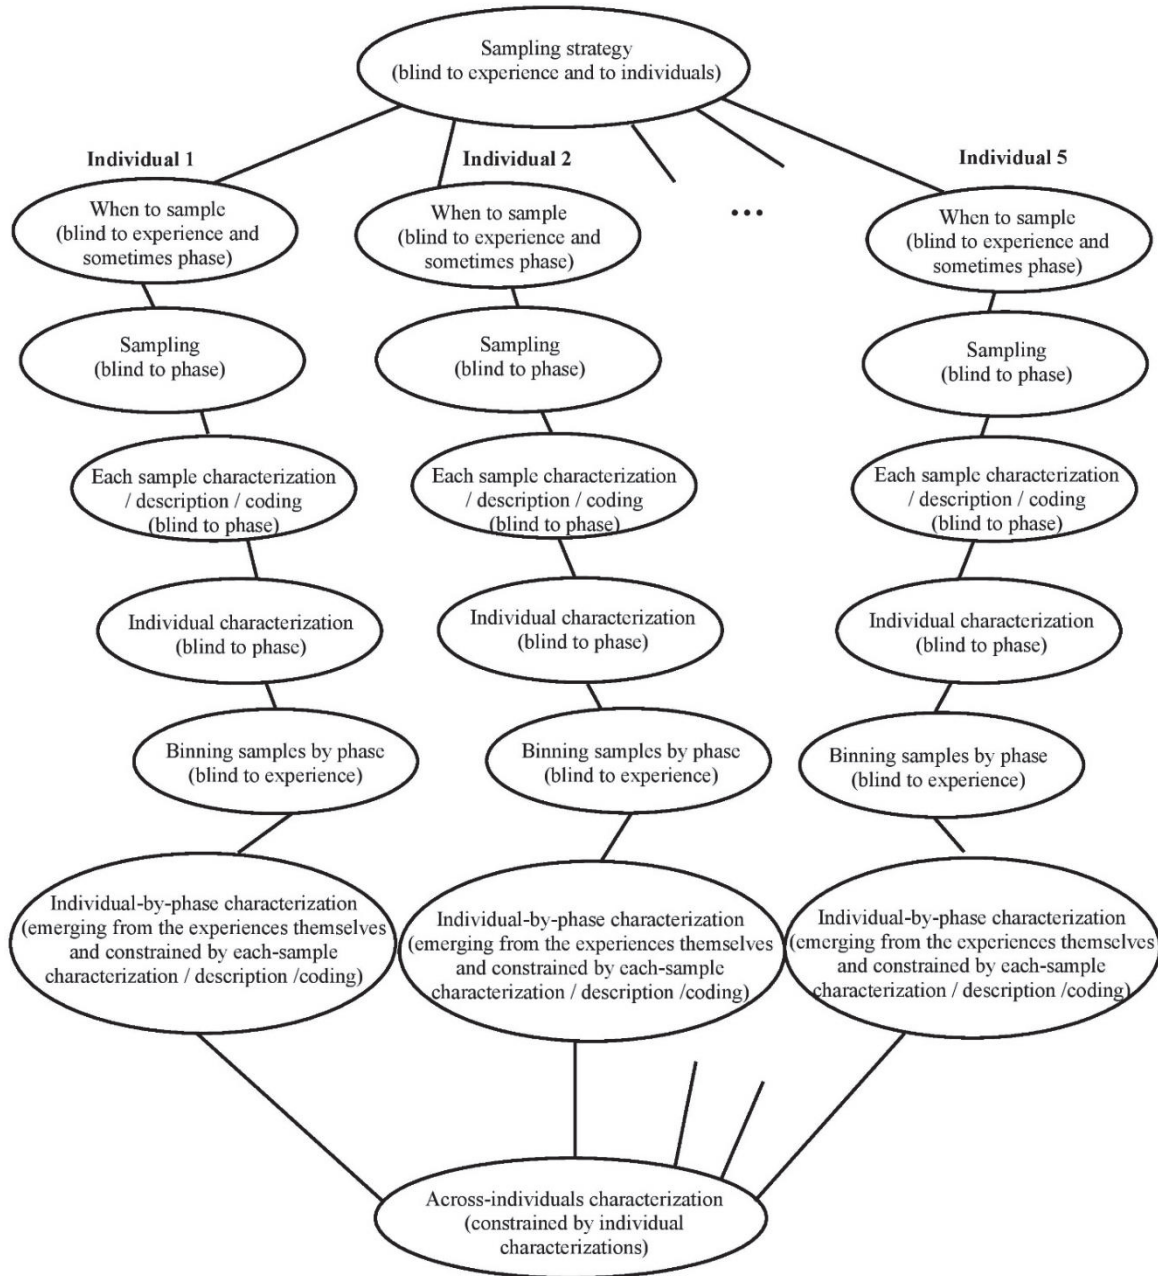 Sampling strategy
(blind to experience and to individuals)
Individual 1
Individual 2
Individual 5
When to sample
(blind to experience and
sometimes phase)
When to sample
(blind to experience and
sometimes phase)
...
When to sample
(blind to experience and
sometimes phase)
Sampling
(blind to phase)
Sampling
(blind to phase)
Sampling
(blind to phase)
Each sample characterization
/ description / coding
(blind to phase)
Each sample characterization
/ description / coding
(blind to phase)
Each sample characterization
/ description / coding
(blind to phase)
Individual characterization
(blind to phase)
Individual characterization
(blind to phase)
Individual characterization
(blind to phase)
Binning samples by phase
(blind to experience)
Binning samples by phase
(blind to experience)
Binning samples by phase
(blind to experience)
Individual-by-phase characterization
(emerging from the experiences themselves
and constrained by each-sample
characterization / description /coding)
Individual-by-phase characterization
(emerging from the experiences themselves
and constrained by each-sample
characterization / description /coding)
Individual-by-phase characterization
(emerging from the experiences themselves
and constrained by each-sample
characterization / description /coding)
Across-individuals characterization
(constrained by individual
characterizations)